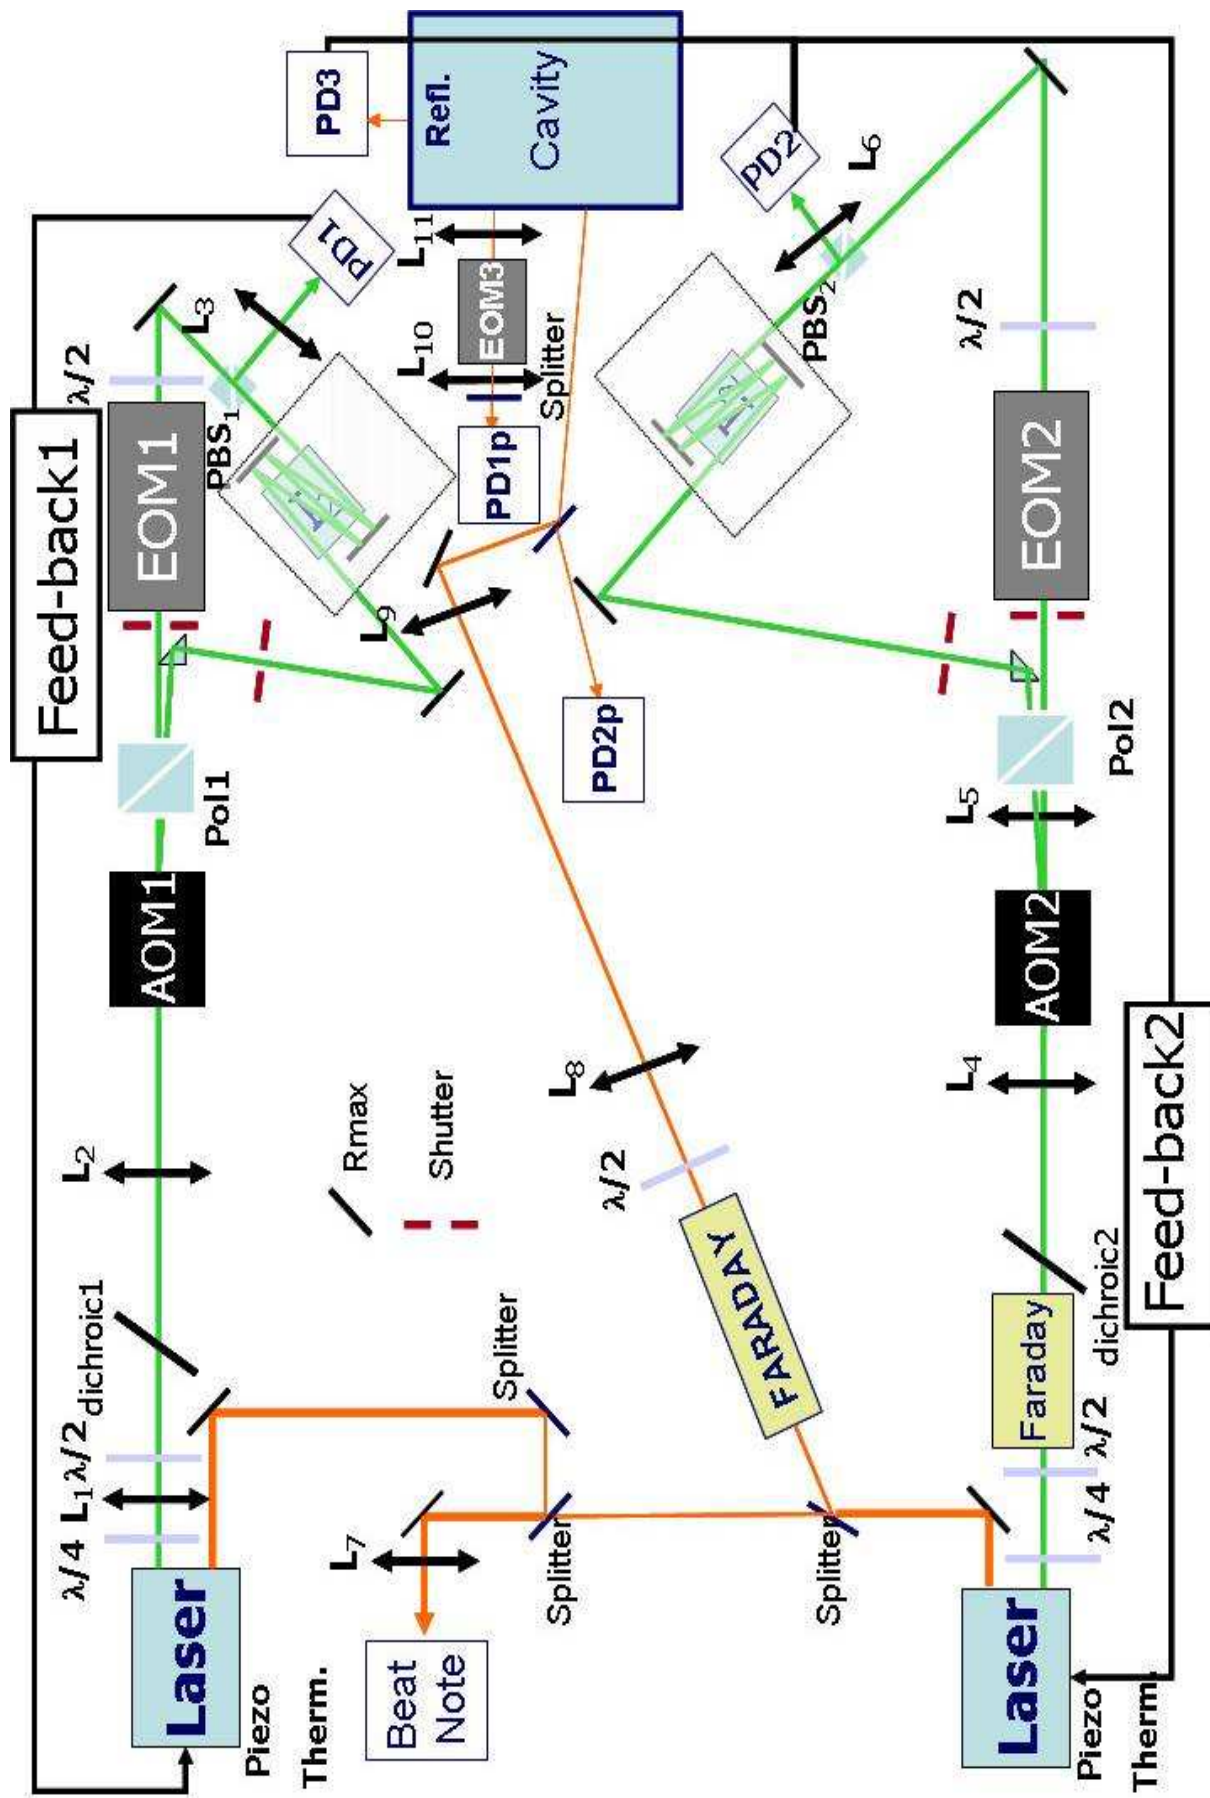 Feed-back1
λ/4
L₁
λ/2
dichroic1
L₂
λ/2
Laser
AOM1
EOM1
Pol1
PBS₁
L₃
Piezo
Therm.
PD1
PD3
L₇
Rmax
L₉
L₁₀
L₁₁
Refl.
Beat
Note
Shutter
PD1p
EOM3
Cavity
Splitter
Splitter
L₈
Splitter
λ/2
PD2p
FARADAY
PD2
Splitter
PBS₂
L₆
L₄
L₅
λ/2
Laser
Faraday
AOM2
EOM2
Piezo
λ/4
λ/2
dichroic2
Pol2
Therm.
Feed-back2